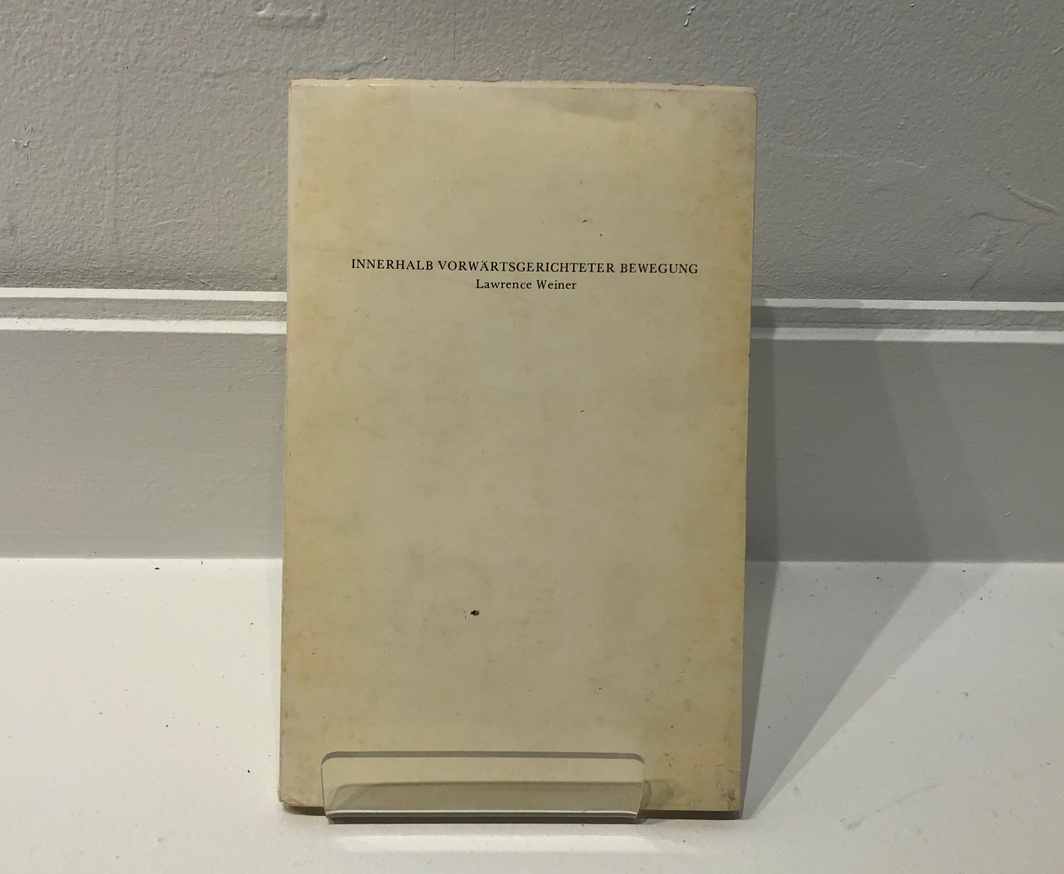 INNERHALB VORWÄRTSGERICHTETER BEWEGUNG
Lawrence Weiner